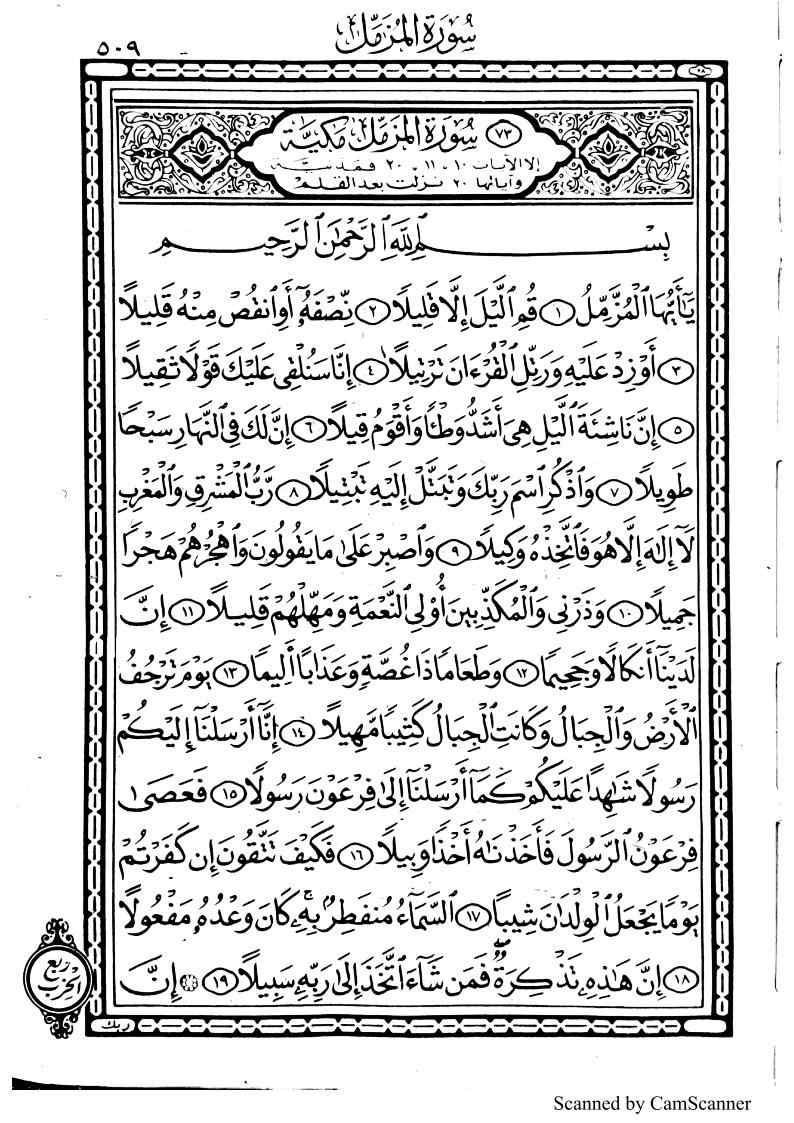 سُورَةُ المُزَّمِّل
٥٠٩
(٧٣) سُورَةُ المُزَّمِّل مَكِيَّة
إلا الآيات ١٠ ، ١١ ، ٢٠ فمدنية
وآياتها ٢٠ نزلت بعد القلم
بِسْمِ ٱللَّهِ ٱلرَّحْمَٰنِ ٱلرَّحِيمِ
يَٰٓأَيُّهَا ٱلْمُزَّمِّلُ ١ قُمِ ٱلَّيْلَ إِلَّا قَلِيلًا ٢ نِّصْفَهُۥٓ أَوِ ٱنقُصْ مِنْهُ قَلِيلًا
٣ أَوْ زِدْ عَلَيْهِ وَرَتِّلِ ٱلْقُرْءَانَ تَرْتِيلًا ٤ إِنَّا سَنُلْقِى عَلَيْكَ قَوْلًا ثَقِيلًا
٥ إِنَّ نَاشِئَةَ ٱلَّيْلِ هِىَ أَشَدُّ وَطْـًٔا وَأَقْوَمُ قِيلًا ٦ إِنَّ لَكَ فِى ٱلنَّهَارِ سَبْحًا
طَوِيلًا ٧ وَٱذْكُرِ ٱسْمَ رَبِّكَ وَتَبَتَّلْ إِلَيْهِ تَبْتِيلًا ٨ رَّبُّ ٱلْمَشْرِقِ وَٱلْمَغْرِبِ
لَآ إِلَٰهَ إِلَّا هُوَ فَٱتَّخِذْهُ وَكِيلًا ٩ وَٱصْبِرْ عَلَىٰ مَا يَقُولُونَ وَٱهْجُرْهُمْ هَجْرًا
جَمِيلًا ١٠ وَذَرْنِى وَٱلْمُكَذِّبِينَ أُو۟لِى ٱلنَّعْمَةِ وَمَهِّلْهُمْ قَلِيلًا ١١ إِنَّ
لَدَيْنَآ أَنكَالًا وَجَحِيمًا ١٢ وَطَعَامًا ذَا غُصَّةٍ وَعَذَابًا أَلِيمًا ١٣ يَوْمَ تَرْجُفُ
ٱلْأَرْضُ وَٱلْجِبَالُ وَكَانَتِ ٱلْجِبَالُ كَثِيبًا مَّهِيلًا ١٤ إِنَّآ أَرْسَلْنَآ إِلَيْكُمْ
رَسُولًا شَٰهِدًا عَلَيْكُمْ كَمَآ أَرْسَلْنَآ إِلَىٰ فِرْعَوْنَ رَسُولًا ١٥ فَعَصَىٰ
فِرْعَوْنُ ٱلرَّسُولَ فَأَخَذْنَٰهُ أَخْذًا وَبِيلًا ١٦ فَكَيْفَ تَتَّقُونَ إِن كَفَرْتُمْ
يَوْمًا يَجْعَلُ ٱلْوِلْدَٰنَ شِيبًا ١٧ ٱلسَّمَآءُ مُنفَطِرٌۢ بِهِۦ كَانَ وَعْدُهُۥ مَفْعُولًا
١٨ إِنَّ هَٰذِهِۦ تَذْكِرَةٌ فَمَن شَآءَ ٱتَّخَذَ إِلَىٰ رَبِّهِۦ سَبِيلًا ١٩ إِنَّ
ربع
الحزب
ربك
Scanned by CamScanner